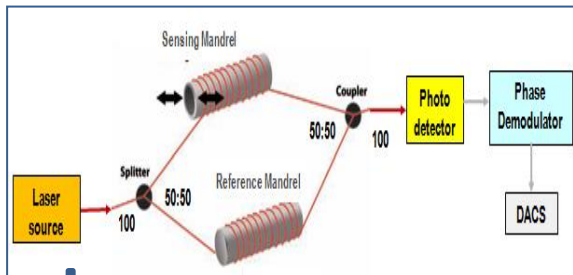 Sensing Mandrel
-
Coupler
Photo
detector
Phase
Demodulator
50:50
100
Splitter
50:50
Reference Mandrel
Laser
source
100
DACS